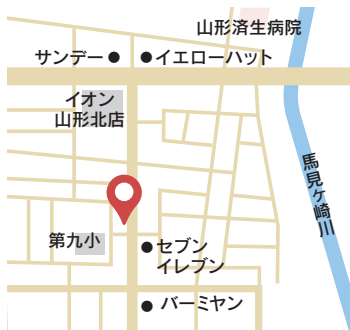 山形済生病院
サンデー
イエローハット
イオン
山形北店
馬見ヶ崎川
第九小
セブン
イレブン
バーミヤン